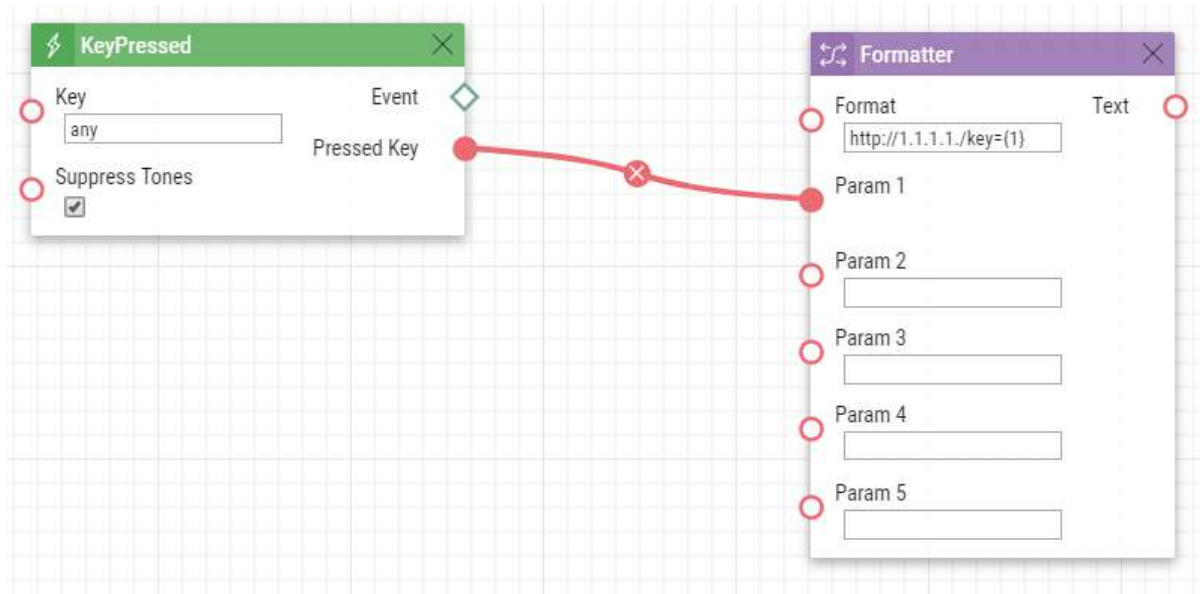 KeyPressed
Key
any
Suppress Tones
Event
Pressed Key
Formatter
Format
http://1.1.1.1./key={1}
Param 1
Param 2
Param 3
Param 4
Param 5
Text